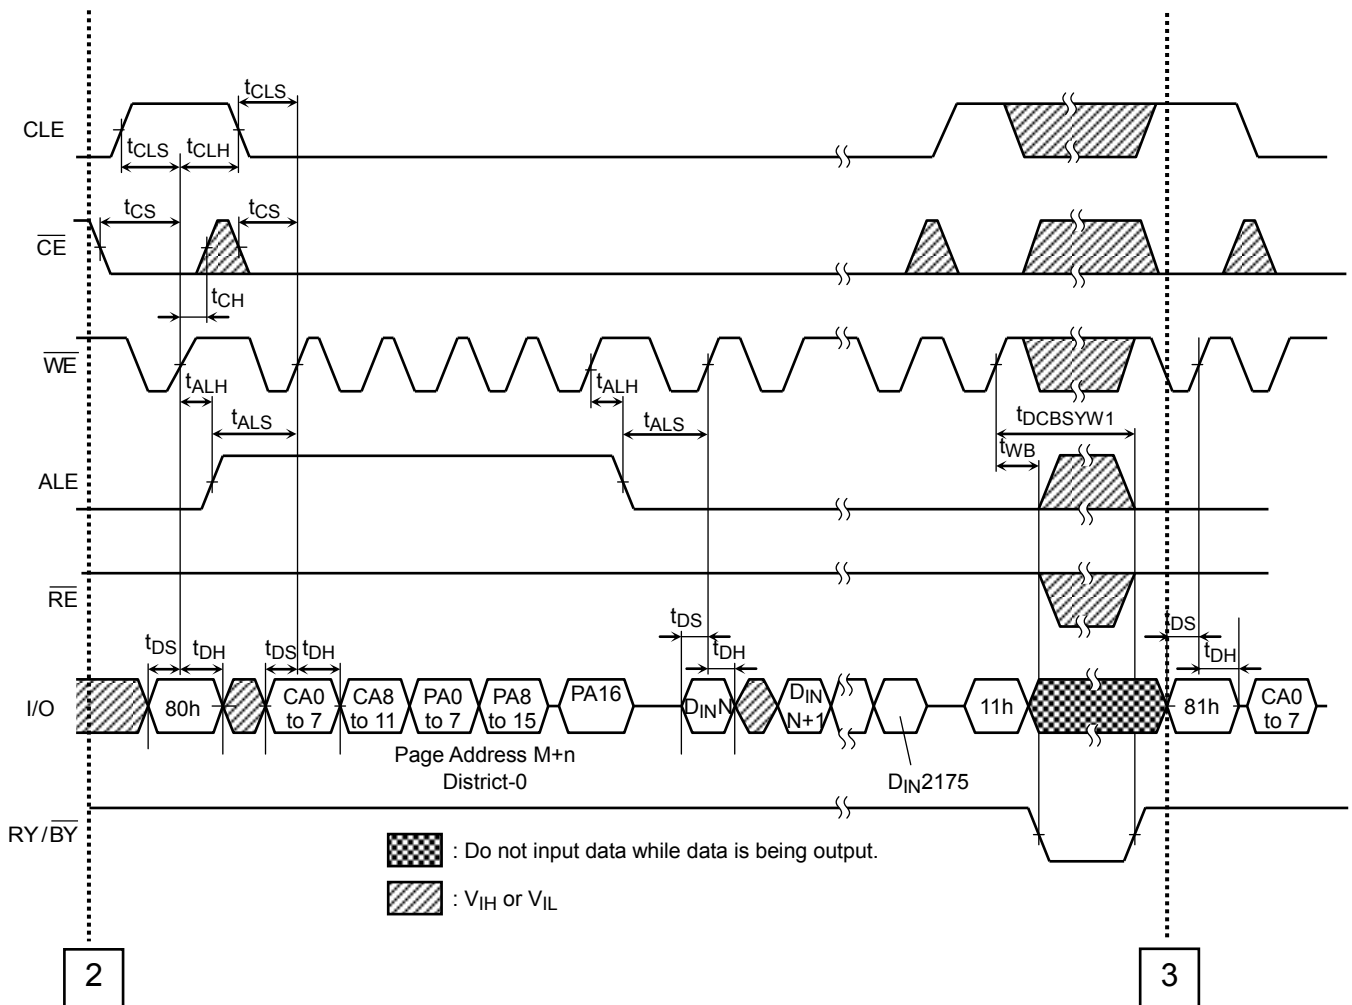 tCLS
CLE
tCLS tCLH
tCS tCS
CE
tCH
WE
tALH tALH
tALS tALS
tDCBSYW1
tWB
ALE
RE
tDS tDH tDS tDH tDS tDH tDS tDH
I/O
80h
CA0 to 7
CA8 to 11
PA0 to 7
PA8 to 15
PA16
DINN
DIN N+1
11h
81h
CA0 to 7
Page Address M+n
District-0
DIN2175
RY/BY
: Do not input data while data is being output.
: VIH or VIL
2
3